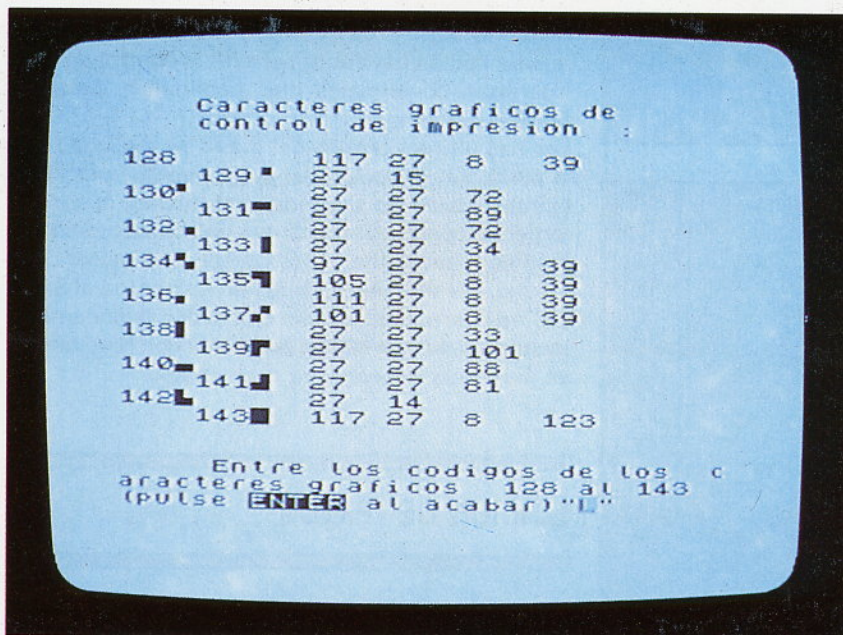 Caracteres graficos de
control de impresion :
128 117 27 8 39
129▝ 27 15
130▘ 27 27 72
131▀ 27 27 89
132▗ 27 27 72
133▐ 27 27 34
134▚ 97 27 8 39
135▜ 105 27 8 39
136▖ 111 27 8 39
137▞ 101 27 8 39
138▌ 27 27 33
139▛ 27 27 101
140▄ 27 27 88
141▟ 27 27 81
142▙ 27 14
143█ 117 27 8 123
Entre los codigos de los c
aracteres graficos 128 al 143
(pulse ENTER al acabar)"L"